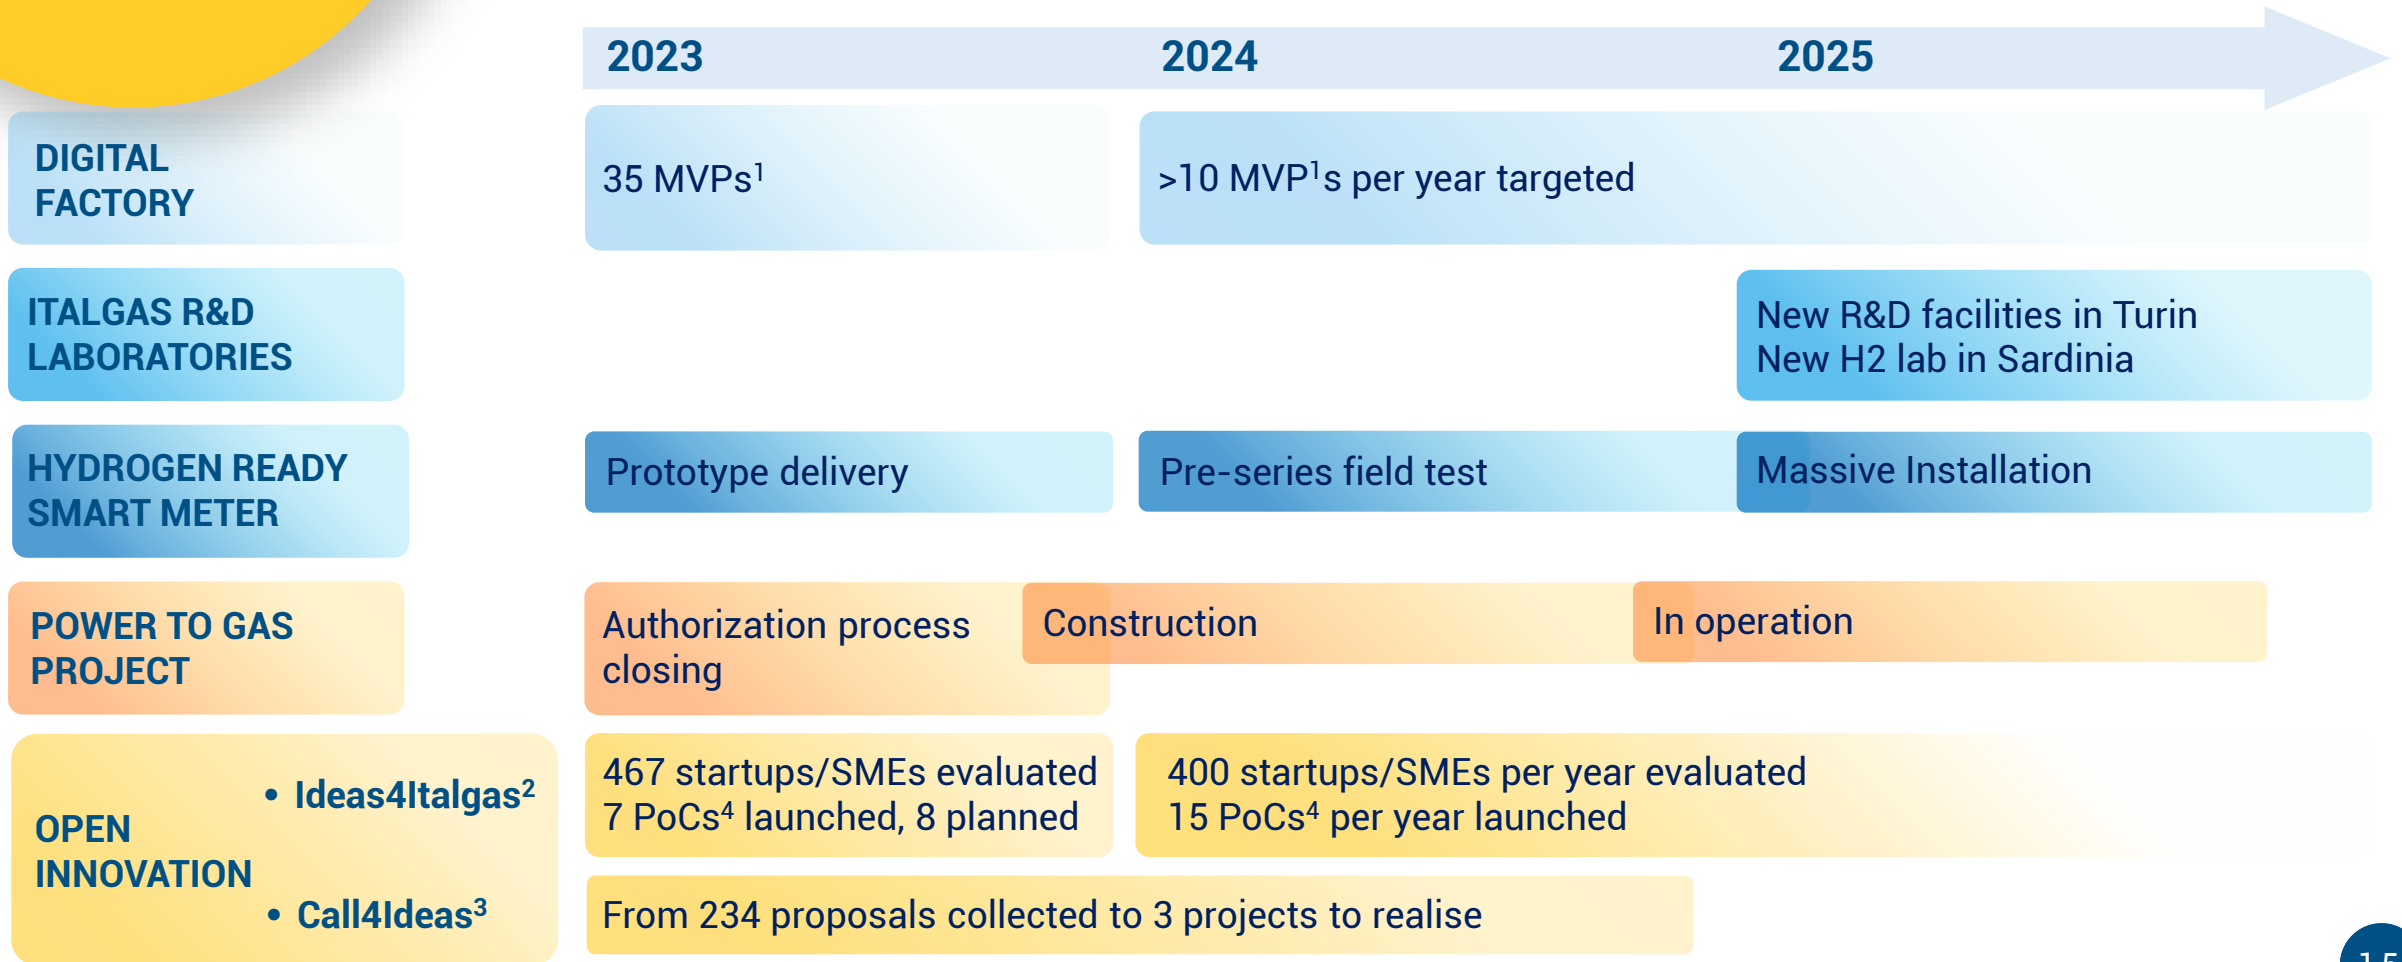 2023 2024 2025
DIGITAL
FACTORY
35 MVPs¹
>10 MVP¹s per year targeted
ITALGAS R&D
LABORATORIES
New R&D facilities in Turin
New H2 lab in Sardinia
HYDROGEN READY
SMART METER
Prototype delivery
Pre-series field test
Massive Installation
POWER TO GAS
PROJECT
Authorization process
closing
Construction
In operation
OPEN
INNOVATION
• Ideas4Italgas²
467 startups/SMEs evaluated
7 PoCs⁴ launched, 8 planned
400 startups/SMEs per year evaluated
15 PoCs⁴ per year launched
• Call4Ideas³
From 234 proposals collected to 3 projects to realise